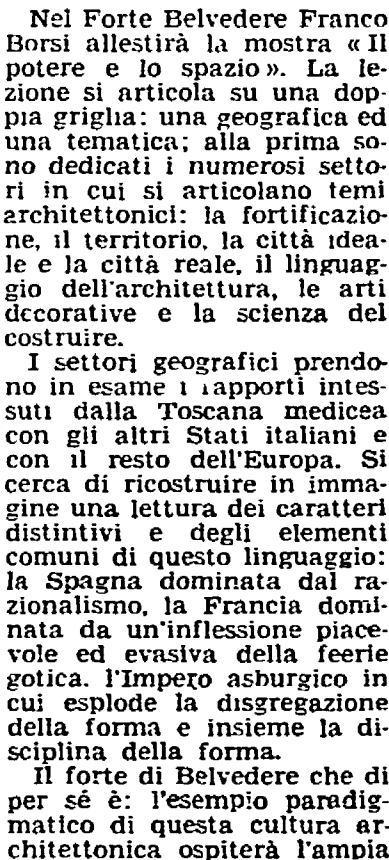 Nel Forte Belvedere Franco
Borsi allestirà la mostra « Il
potere e lo spazio ». La le-
zione si articola su una dop-
pia griglia: una geografica ed
una tematica; alla prima so-
no dedicati i numerosi setto-
ri in cui si articolano temi
architettonici: la fortificazio-
ne, il territorio, la città idea-
le e la città reale, il linguag-
gio dell'architettura, le arti
decorative e la scienza del
costruire.
I settori geografici prendo-
no in esame i rapporti intes-
suti dalla Toscana medicea
con gli altri Stati italiani e
con il resto dell'Europa. Si
cerca di ricostruire in imma-
gine una lettura dei caratteri
distintivi e degli elementi
comuni di questo linguaggio:
la Spagna dominata dal ra-
zionalismo, la Francia domi-
nata da un'inflessione piace-
vole ed evasiva della feerie
gotica, l'Impero asburgico in
cui esplode la disgregazione
della forma e insieme la di-
sciplina della forma.
Il forte di Belvedere che di
per sé è: l'esempio paradig-
matico di questa cultura ar-
chitettonica ospiterà l'ampia